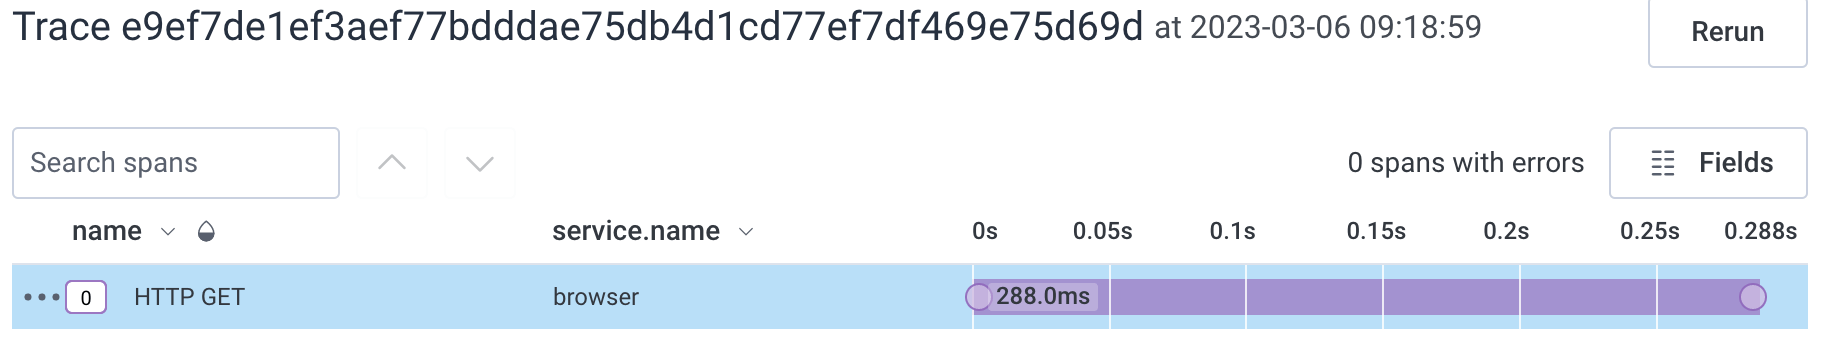 Trace e9ef7de1ef3aef77bdddae75db4d1cd77ef7df469e75d69d at 2023-03-06 09:18:59
Rerun
Search spans
0 spans with errors
Fields
name service.name 0s 0.05s 0.1s 0.15s 0.2s 0.25s 0.288s
0 HTTP GET browser 288.0ms